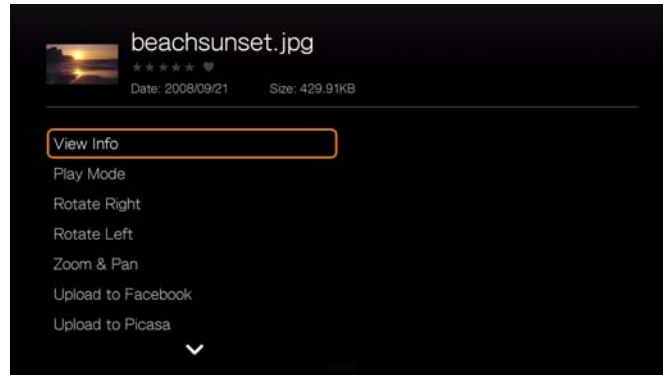 beachsunset.jpg
Date: 2008/09/21 Size: 429.91KB
View Info
Play Mode
Rotate Right
Rotate Left
Zoom & Pan
Upload to Facebook
Upload to Picasa